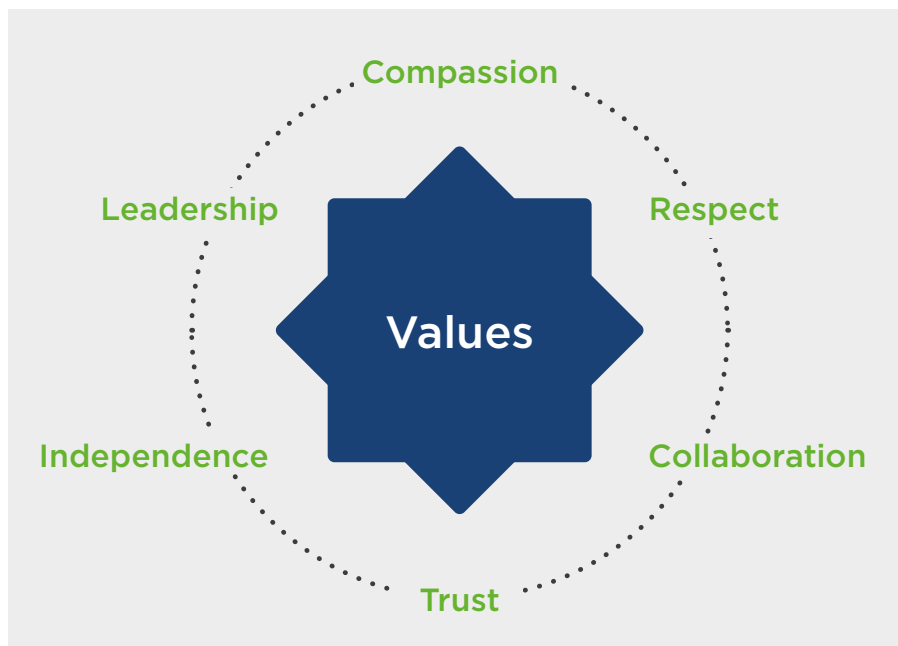 Compassion
Leadership
Respect
Values
Independence
Collaboration
Trust